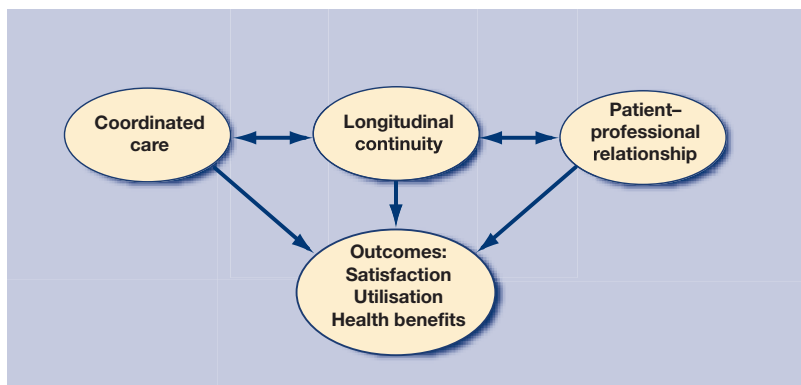 Coordinated
care
Longitudinal
continuity
Patient–
professional
relationship
Outcomes:
Satisfaction
Utilisation
Health benefits